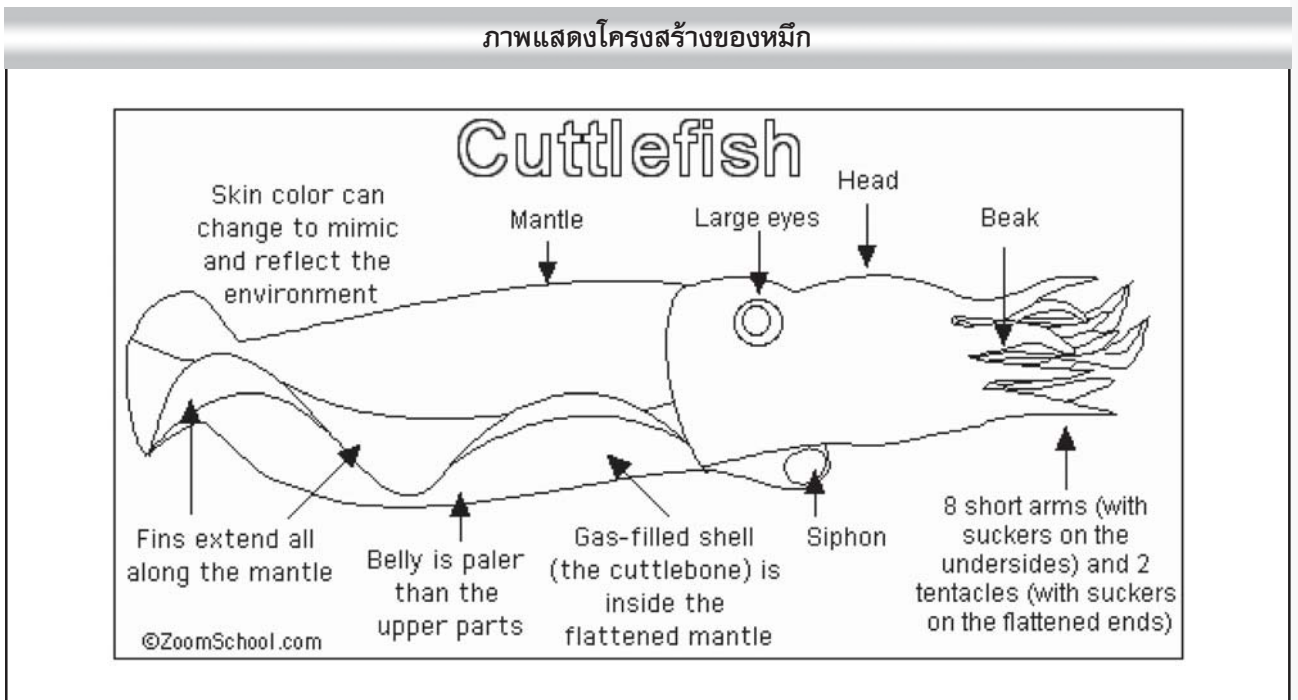 ภาพแสดงโครงสร้างของหมึก
Cuttlefish
Skin color can
change to mimic
and reflect the
environment
Mantle
Large eyes
Head
Beak
Fins extend all
along the mantle
Belly is paler
than the
upper parts
Gas-filled shell
(the cuttlebone) is
inside the
flattened mantle
Siphon
8 short arms (with
suckers on the
undersides) and 2
tentacles (with suckers
on the flattened ends)
©ZoomSchool.com